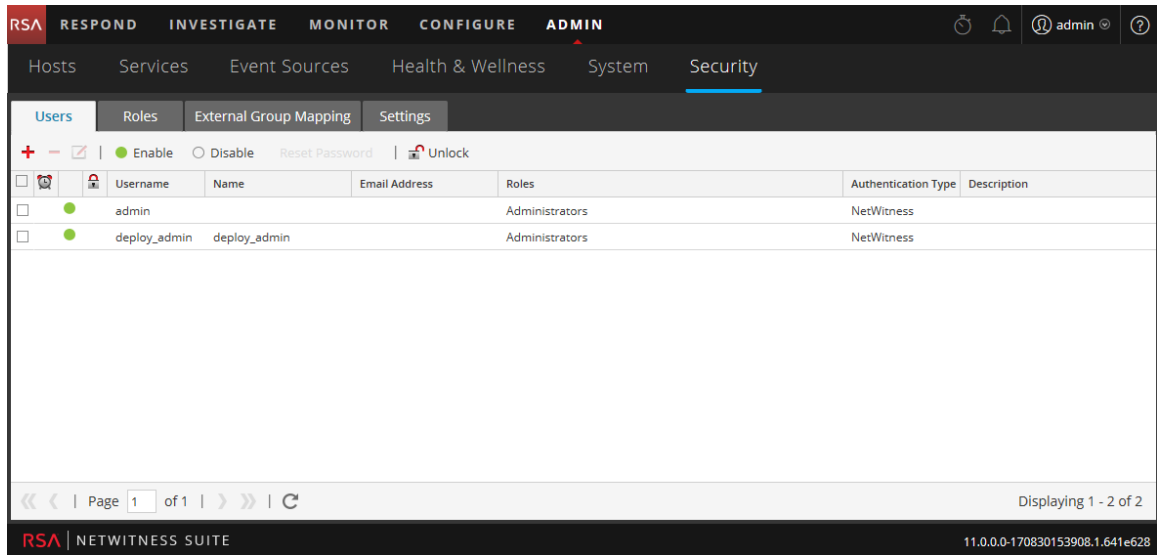 RSA RESPOND INVESTIGATE MONITOR CONFIGURE ADMIN admin
Hosts Services Event Sources Health & Wellness System Security
Users Roles External Group Mapping Settings
Enable Disable Reset Password Unlock
Username Name Email Address Roles Authentication Type Description
admin Administrators NetWitness
deploy_admin deploy_admin Administrators NetWitness
Page 1 of 1 Displaying 1 - 2 of 2
RSA NETWITNESS SUITE 11.0.0.0-170830153908.1.641e628